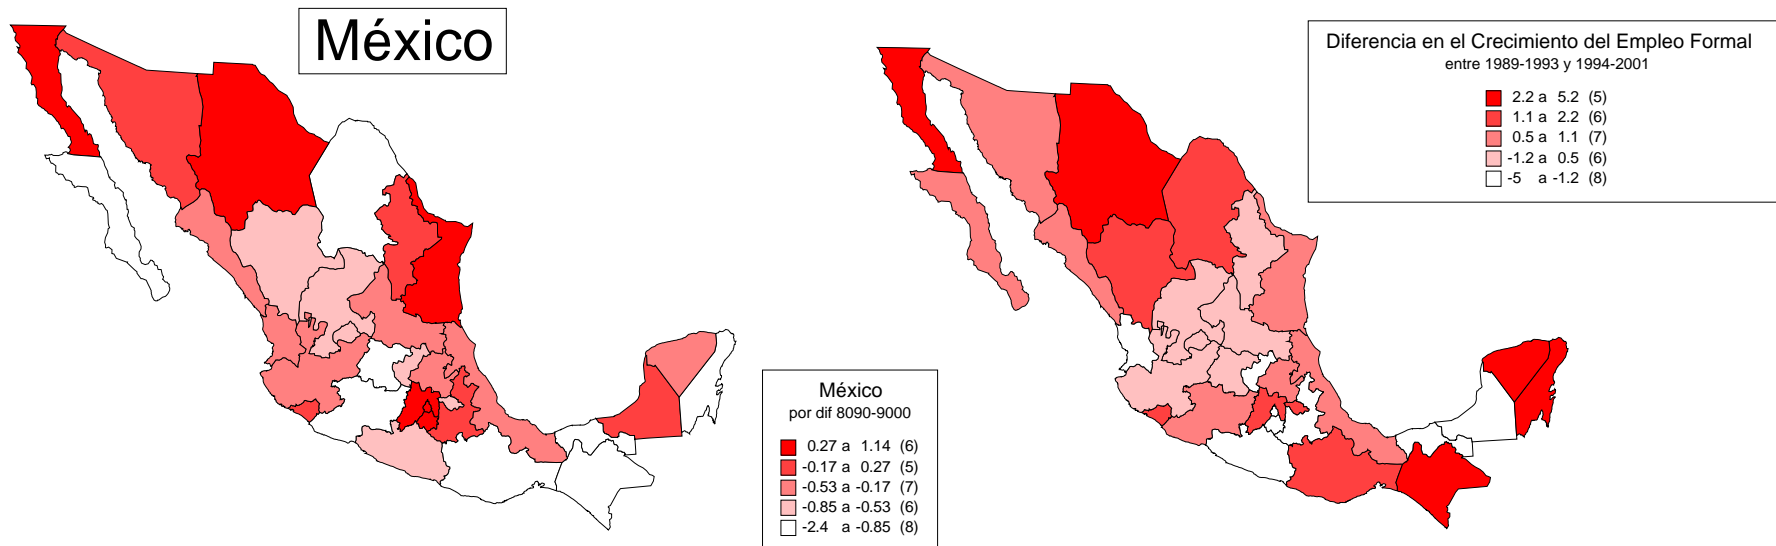 México
México
por dif 8090-9000
0.27 a 1.14 (6)
-0.17 a 0.27 (5)
-0.53 a -0.17 (7)
-0.85 a -0.53 (6)
-2.4 a -0.85 (8)
Diferencia en el Crecimiento del Empleo Formal
entre 1989-1993 y 1994-2001
2.2 a 5.2 (5)
1.1 a 2.2 (6)
0.5 a 1.1 (7)
-1.2 a 0.5 (6)
-5 a -1.2 (8)